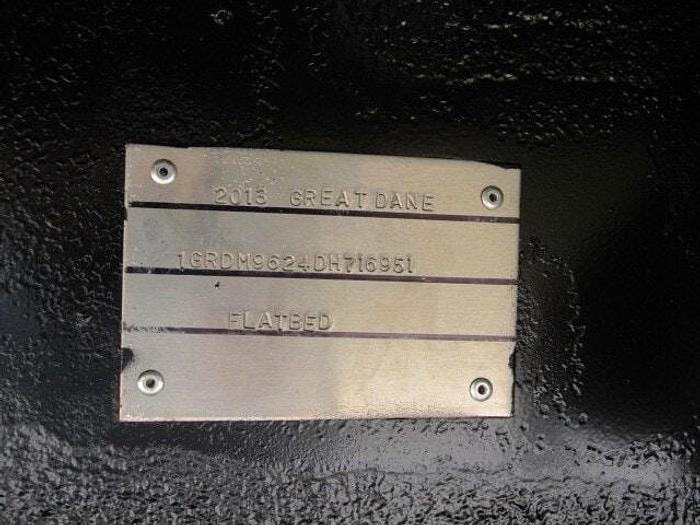 2013 GREAT DANE
1GRDM9624DH716951
FLATBED